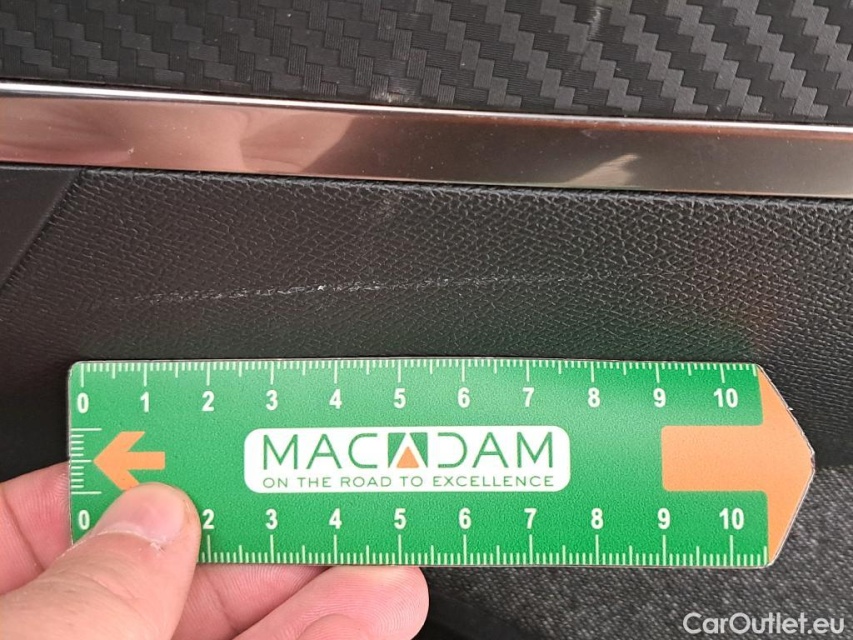 0 1 2 3 4 5 6 7 8 9 10
MACADAM
ON THE ROAD TO EXCELLENCE
0 2 3 4 5 6 7 8 9 10
CarOutlet.eu